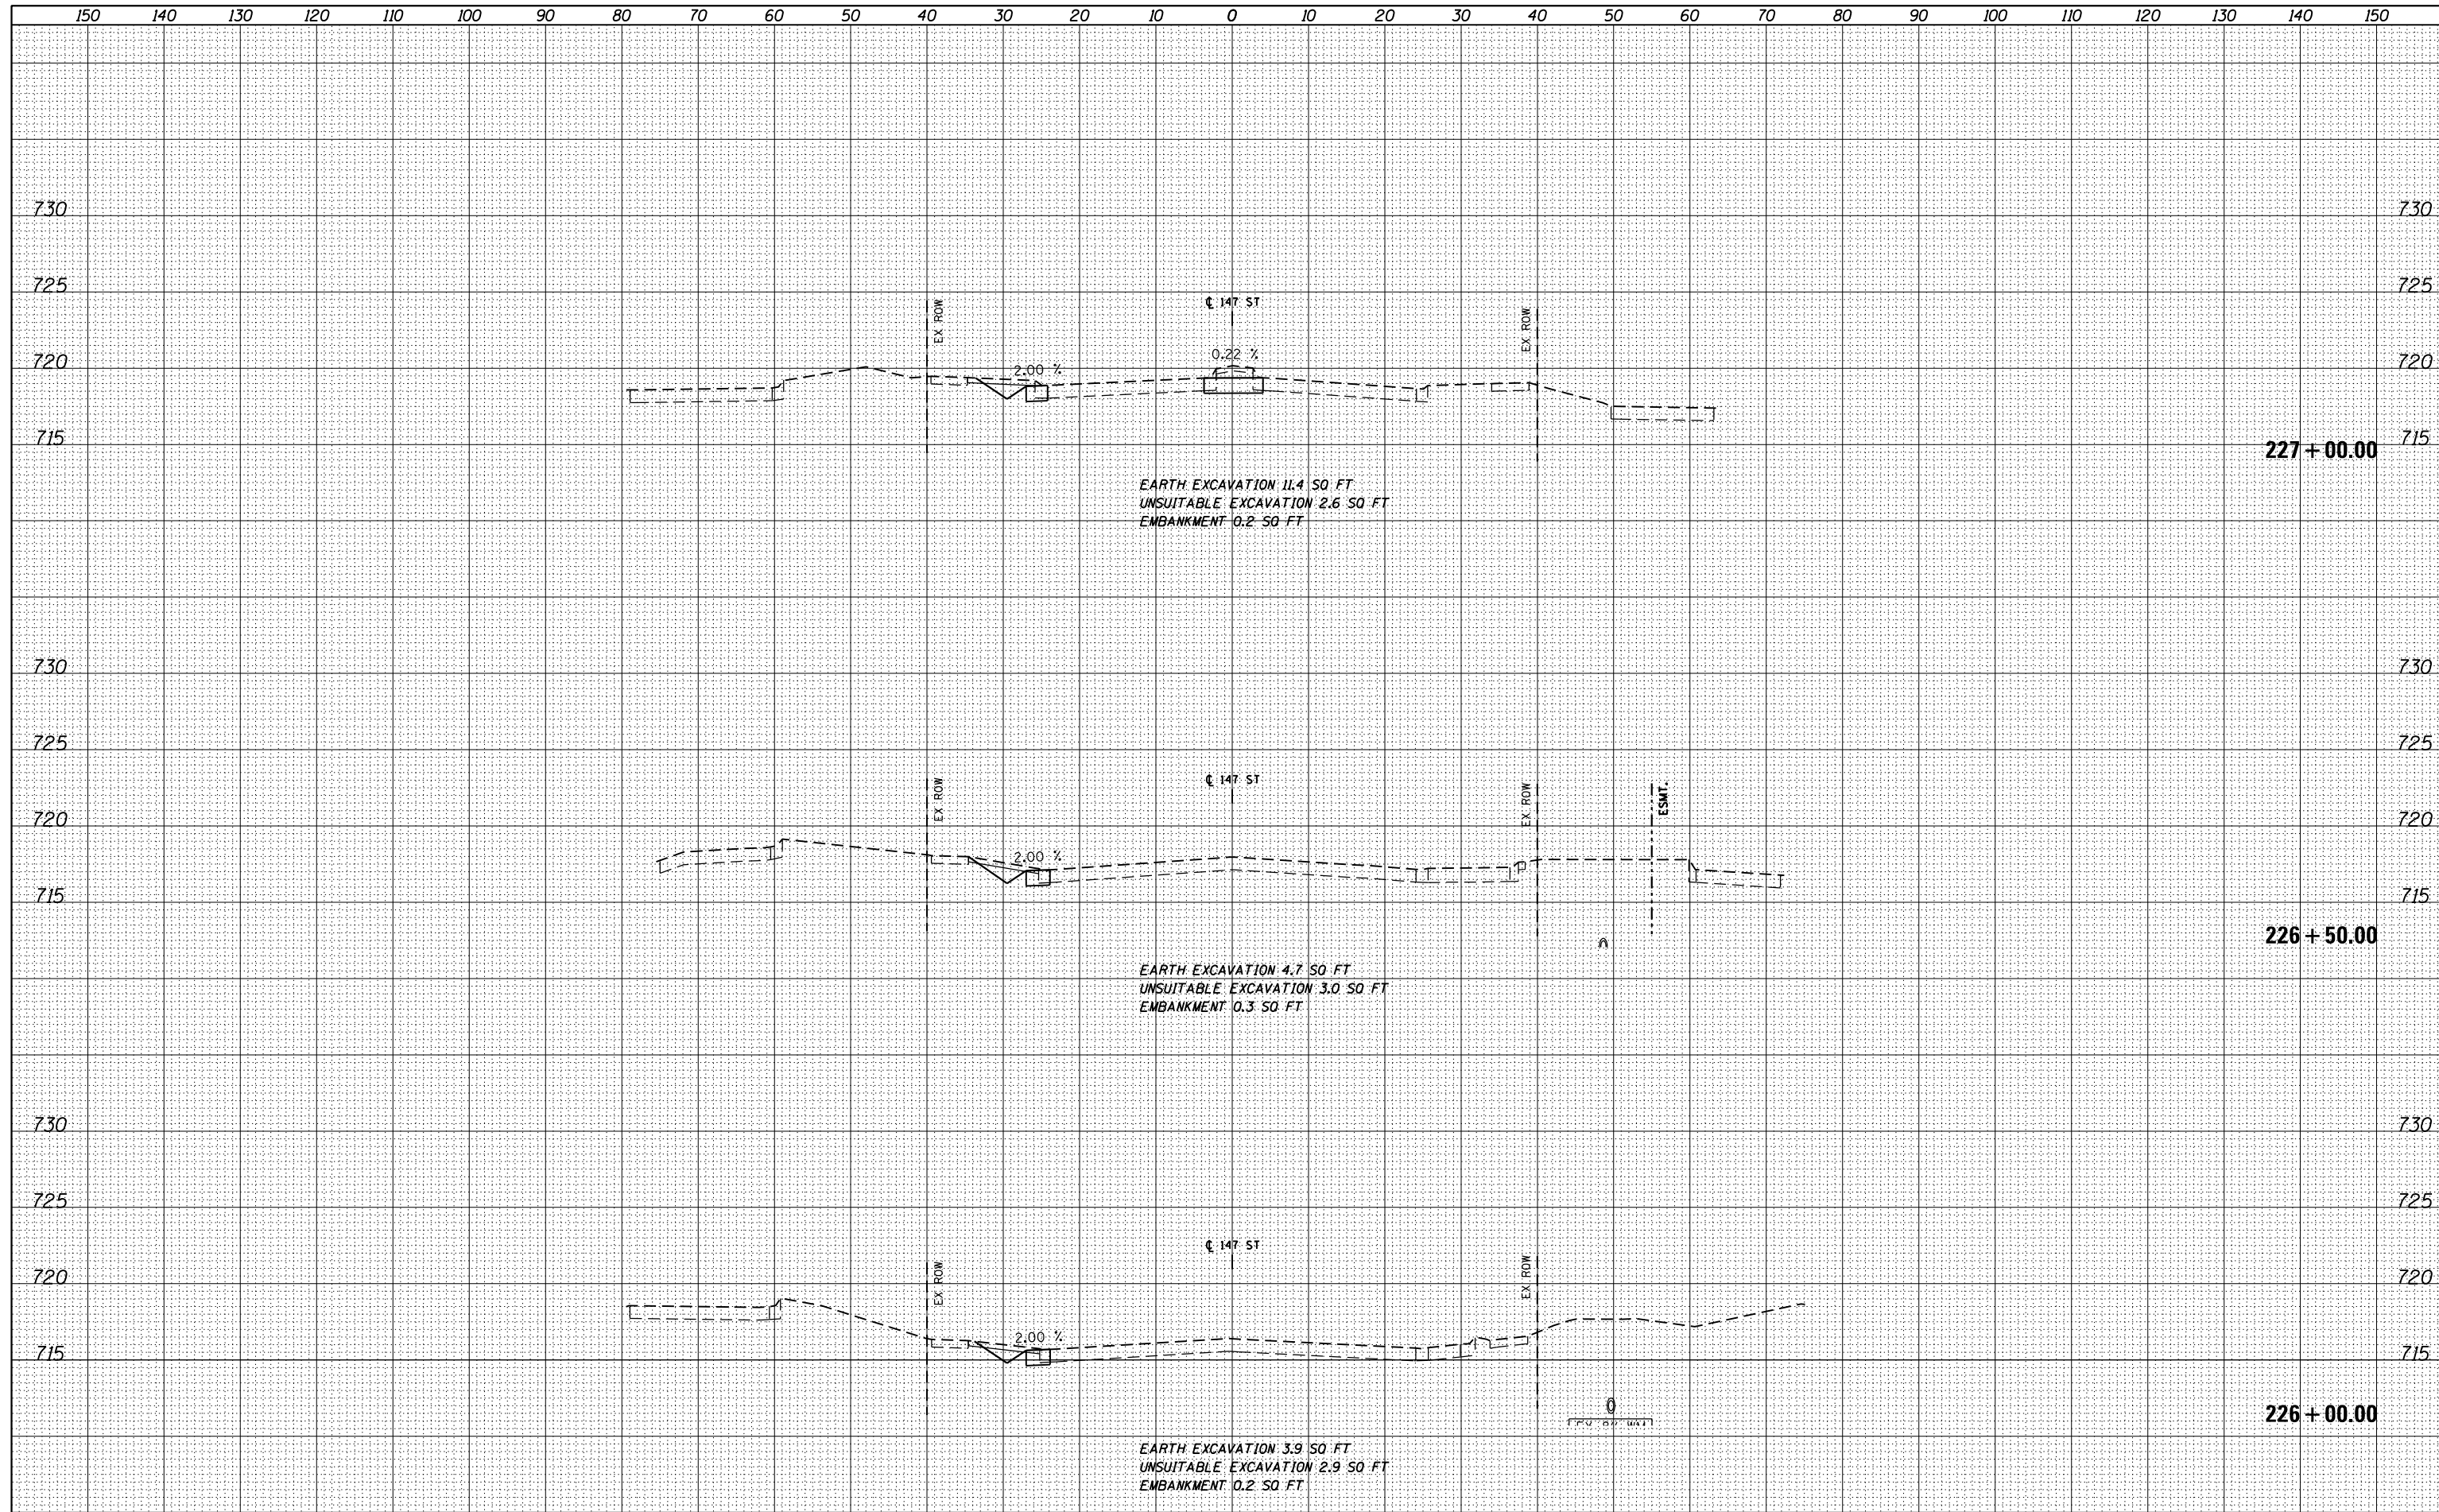 150 140 130 120 110 100 90 80 70 60 50 40 30 20 10 0 10 20 30 40 50 60 70 80 90 100 110 120 130 140 150
730 730
725 725
℄ 147 ST
EX ROW
EX ROW
720 720
0.22 %
2.00 %
715 715
227+00.00
EARTH EXCAVATION 11.4 SQ FT
UNSUITABLE EXCAVATION 2.6 SQ FT
EMBANKMENT 0.2 SQ FT
730 730
725 725
℄ 147 ST
EX ROW
EX ROW
ESMT.
720 720
2.00 %
715 715
226+50.00
EARTH EXCAVATION 4.7 SQ FT
UNSUITABLE EXCAVATION 3.0 SQ FT
EMBANKMENT 0.3 SQ FT
730 730
725 725
℄ 147 ST
EX ROW
EX ROW
720 720
2.00 %
715 715
226+00.00
EARTH EXCAVATION 3.9 SQ FT
UNSUITABLE EXCAVATION 2.9 SQ FT
EMBANKMENT 0.2 SQ FT